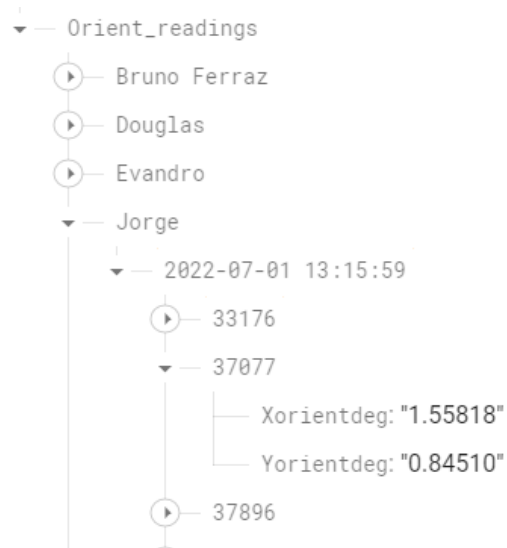 Orient_readings
Bruno Ferraz
Douglas
Evandro
Jorge
2022-07-01 13:15:59
33176
37077
Xorientdeg: "1.55818"
Yorientdeg: "0.84510"
37896